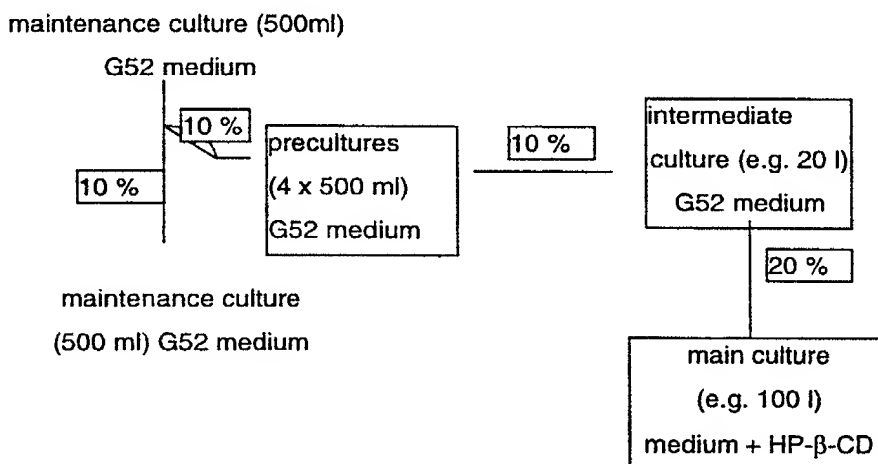 maintenance culture (500ml)
G52 medium
10 %
10 %
precultures
(4 x 500 ml)
G52 medium
10 %
intermediate
culture (e.g. 20 l)
G52 medium
20 %
maintenance culture
(500 ml) G52 medium
main culture
(e.g. 100 l)
medium + HP-β-CD